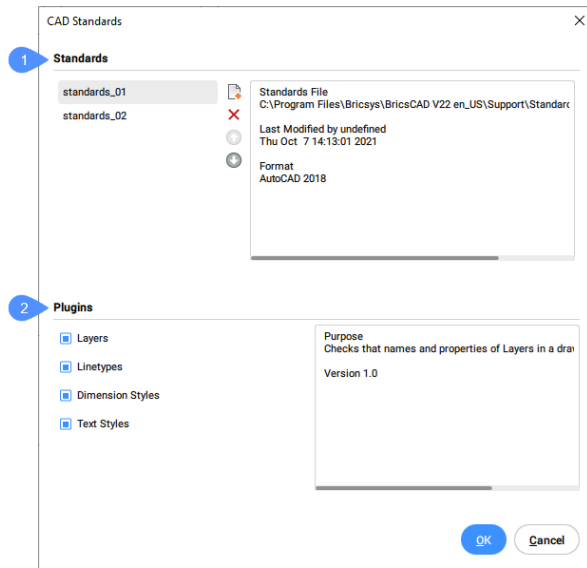 CAD Standards
1
Standards
standards_01
standards_02
Standards File
C:\Program Files\Bricsys\BricsCAD V22 en_US\Support\Standard
Last Modified by undefined
Thu Oct 7 14:13:01 2021
Format
AutoCAD 2018
2
Plugins
Layers
Linetypes
Dimension Styles
Text Styles
Purpose
Checks that names and properties of Layers in a dra
Version 1.0
OK
Cancel